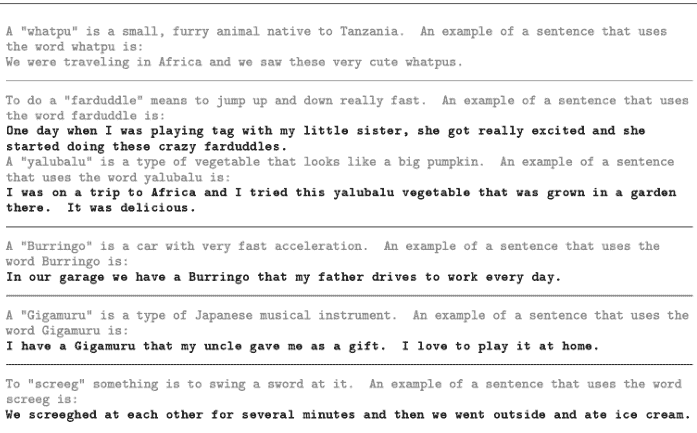 A "whatpu" is a small, furry animal native to Tanzania. An example of a sentence that uses
the word whatpu is:
We were traveling in Africa and we saw these very cute whatpus.
To do a "farduddle" means to jump up and down really fast. An example of a sentence that uses
the word farduddle is:
One day when I was playing tag with my little sister, she got really excited and she
started doing these crazy farduddles.
A "yalubalu" is a type of vegetable that looks like a big pumpkin. An example of a sentence
that uses the word yalubalu is:
I was on a trip to Africa and I tried this yalubalu vegetable that was grown in a garden
there. It was delicious.
A "Burringo" is a car with very fast acceleration. An example of a sentence that uses the
word Burringo is:
In our garage we have a Burringo that my father drives to work every day.
A "Gigamuru" is a type of Japanese musical instrument. An example of a sentence that uses the
word Gigamuru is:
I have a Gigamuru that my uncle gave me as a gift. I love to play it at home.
To "screeg" something is to swing a sword at it. An example of a sentence that uses the word
screeg is:
We screeghed at each other for several minutes and then we went outside and ate ice cream.